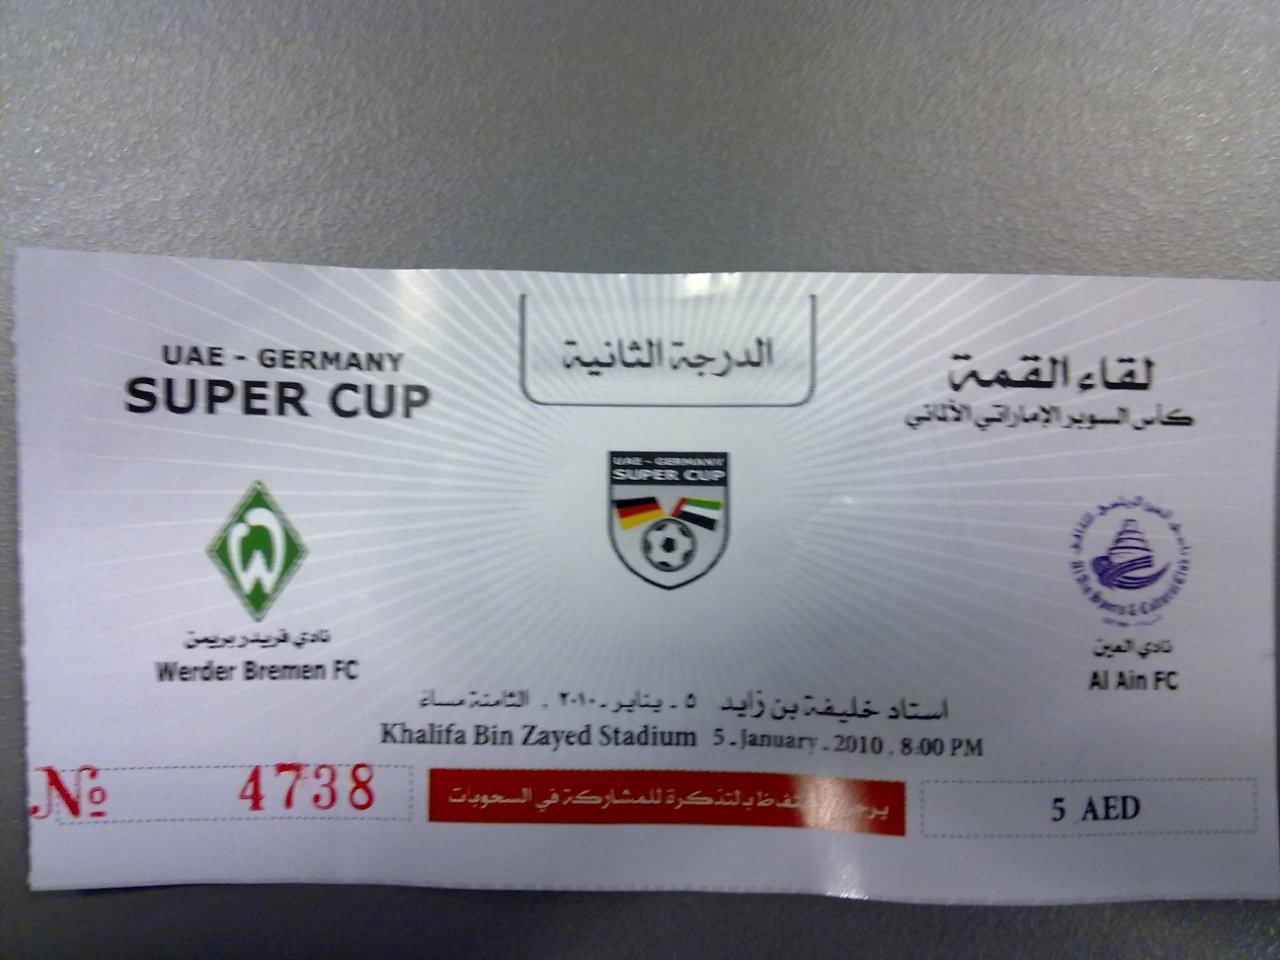 UAE - GERMANY
SUPER CUP
الدرجة الثانية
لقاء القمة
كأس السوبر الإماراتي الألماني
UAE - GERMANY
SUPER CUP
نادي فريدر بريمن
Werder Bremen FC
نادي العين
Al Ain FC
استاد خليفة بن زايد ٥ - يناير - ٢٠١٠ . الثامنة مساء
Khalifa Bin Zayed Stadium 5 - January - 2010 , 8:00 PM
No 4738
يرجى بالتذكرة للمشاركة في السحوبات
5 AED